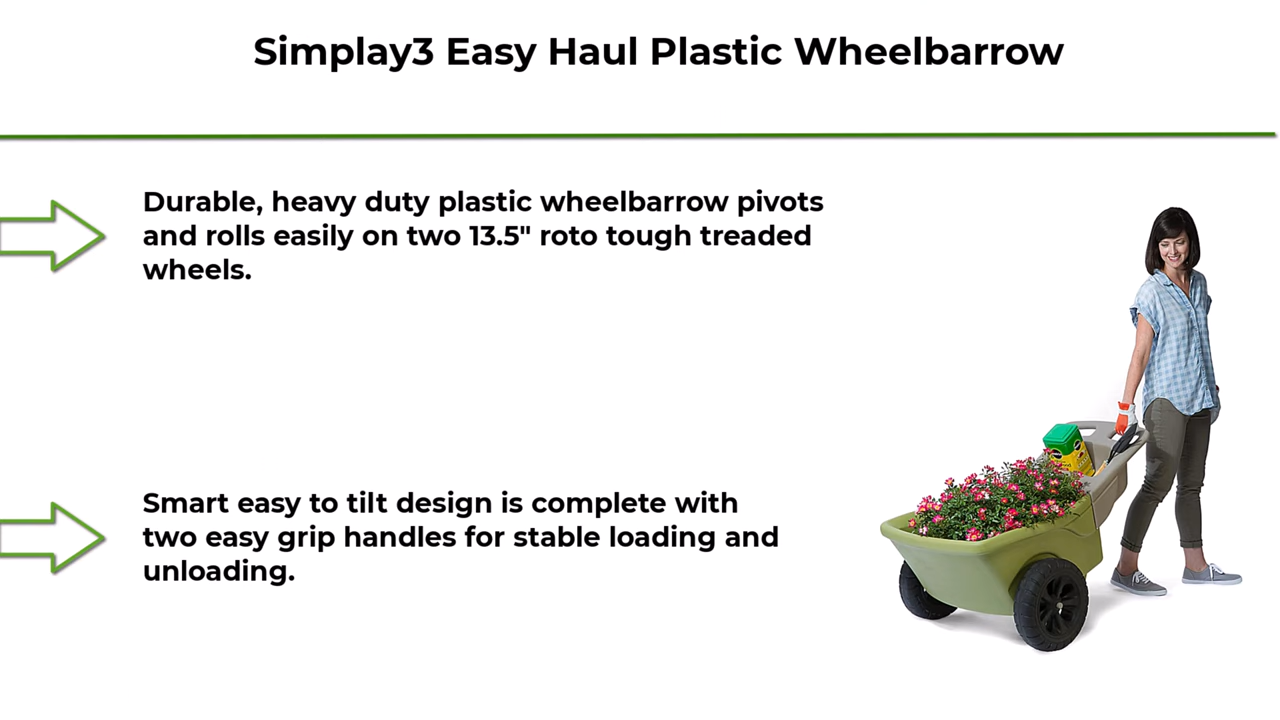 Simplay3 Easy Haul Plastic Wheelbarrow
Durable, heavy duty plastic wheelbarrow pivots
and rolls easily on two 13.5" roto tough treaded
wheels.
Smart easy to tilt design is complete with
two easy grip handles for stable loading and
unloading.